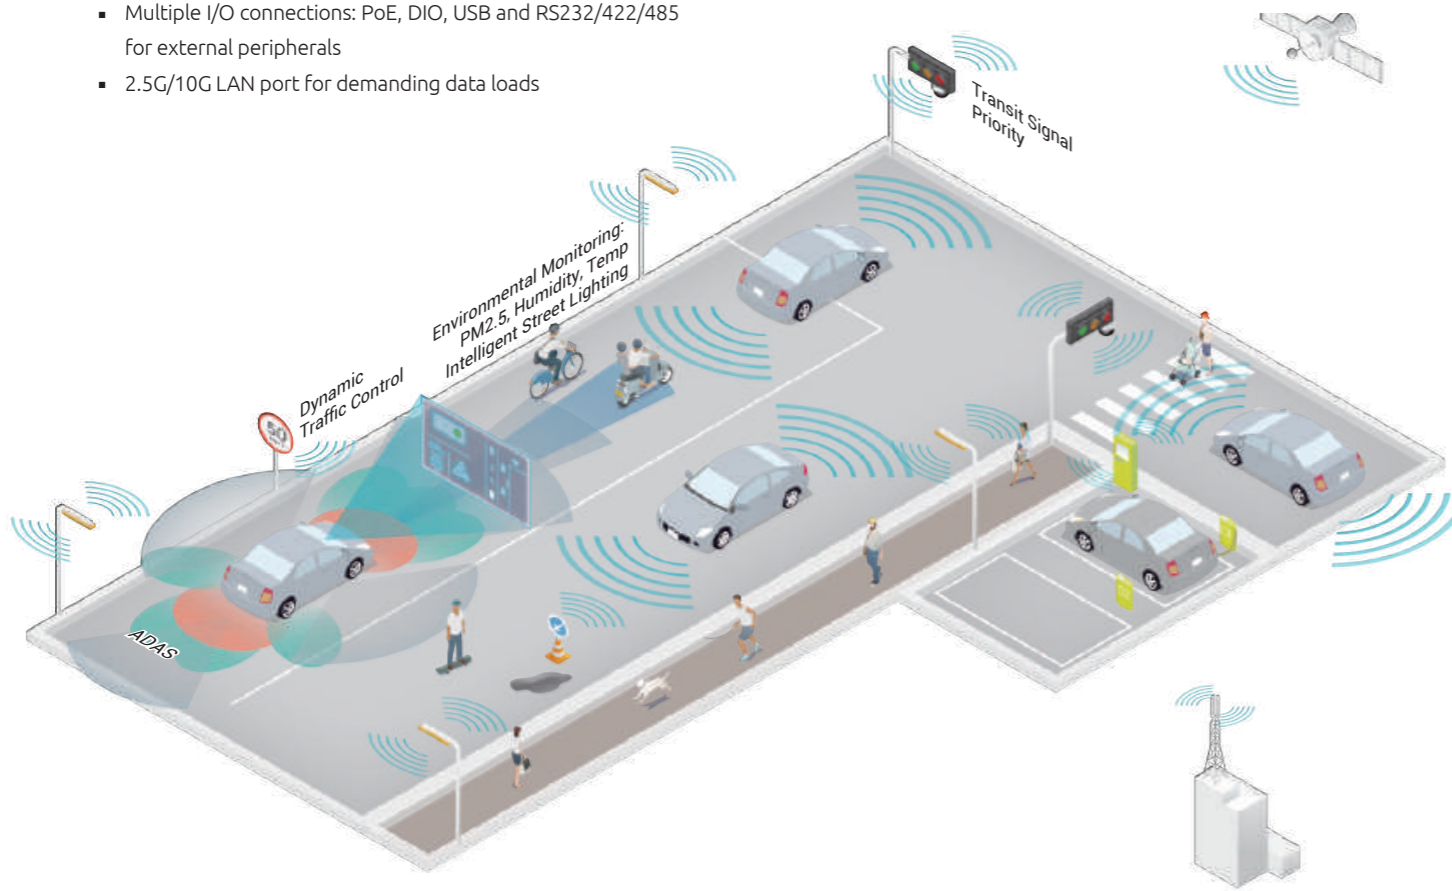 ▪ Multiple I/O connections: PoE, DIO, USB and RS232/422/485
for external peripherals
▪ 2.5G/10G LAN port for demanding data loads
Transit Signal
Priority
Environmental Monitoring:
PM2.5, Humidity, Temp
Intelligent Street Lighting
Dynamic
Traffic Control
50
ADAS